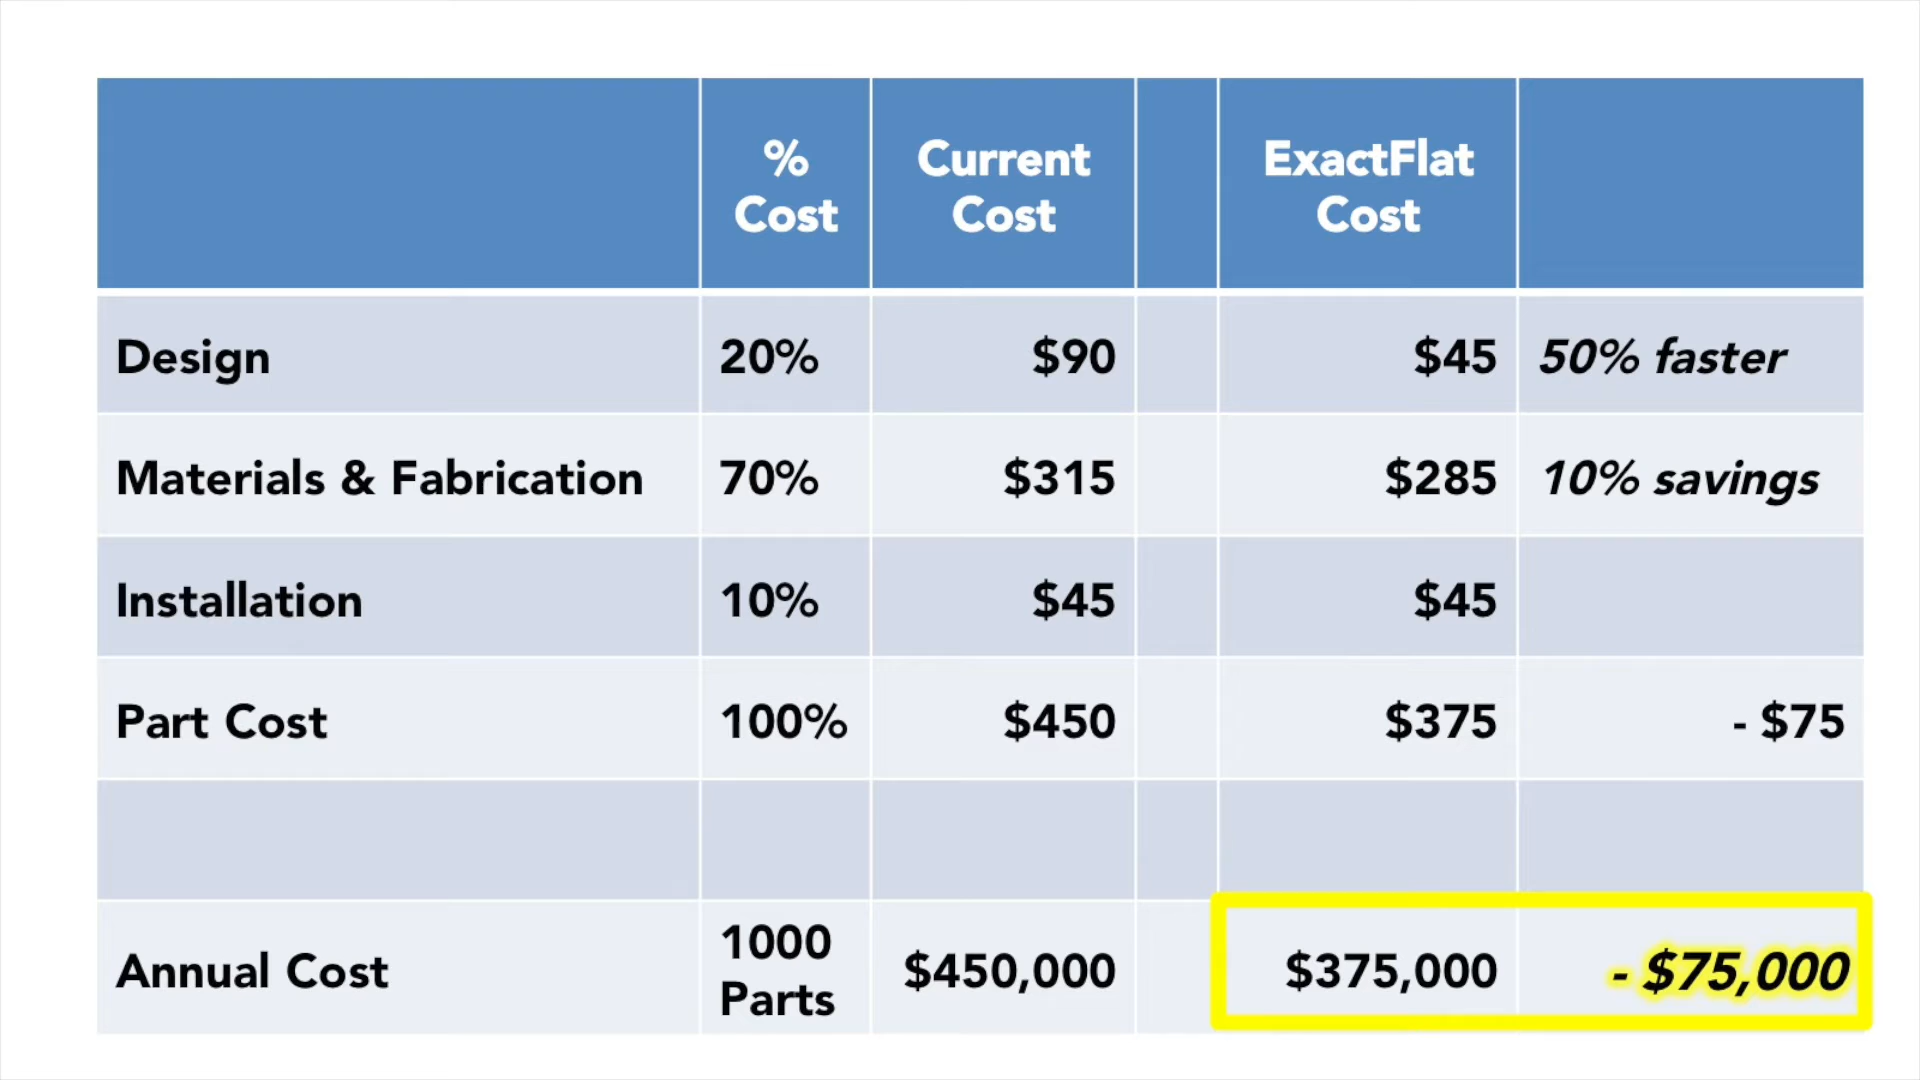 % Cost
Current Cost
ExactFlat Cost
Design 20% $90 $45 50% faster
Materials & Fabrication 70% $315 $285 10% savings
Installation 10% $45 $45
Part Cost 100% $450 $375 - $75
Annual Cost 1000 Parts $450,000 $375,000 - $75,000